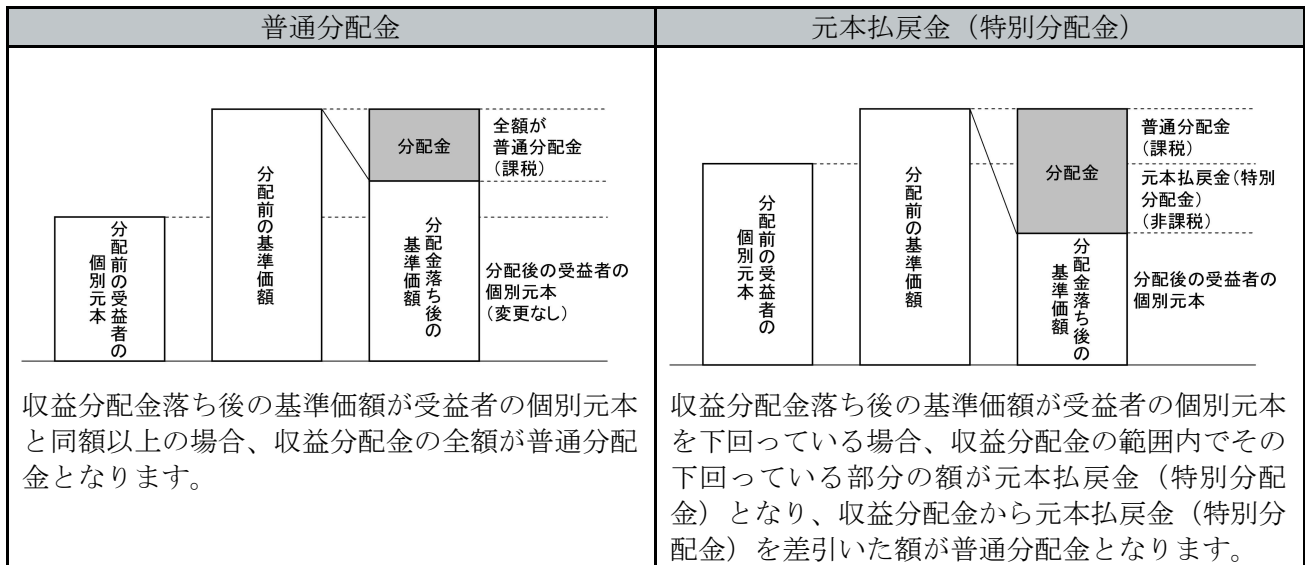 普通分配金
分配前の受益者の
個別元本
分配前の基準価額
分配金
分配金落ち後の
基準価額
全額が
普通分配金
(課税)
分配後の受益者の
個別元本
(変更なし)
収益分配金落ち後の基準価額が受益者の個別元本
と同額以上の場合、収益分配金の全額が普通分配
金となります。
元本払戻金(特別分配金)
分配前の受益者の
個別元本
分配前の基準価額
分配金
分配金落ち後の
基準価額
普通分配金
(課税)
元本払戻金(特別
分配金)
(非課税)
分配後の受益者の
個別元本
収益分配金落ち後の基準価額が受益者の個別元本
を下回っている場合、収益分配金の範囲内でその
下回っている部分の額が元本払戻金(特別分配
金)となり、収益分配金から元本払戻金(特別分
配金)を差引いた額が普通分配金となります。